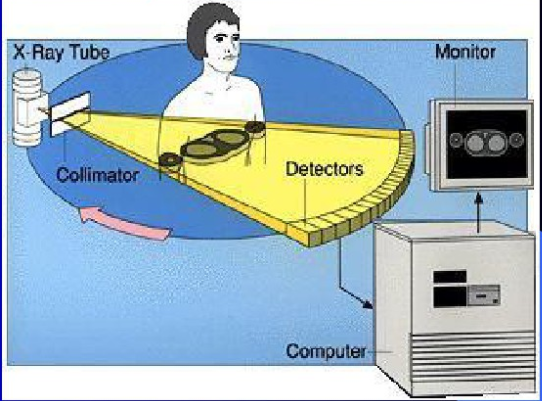 X-Ray Tube
Monitor
Collimator
Detectors
Computer